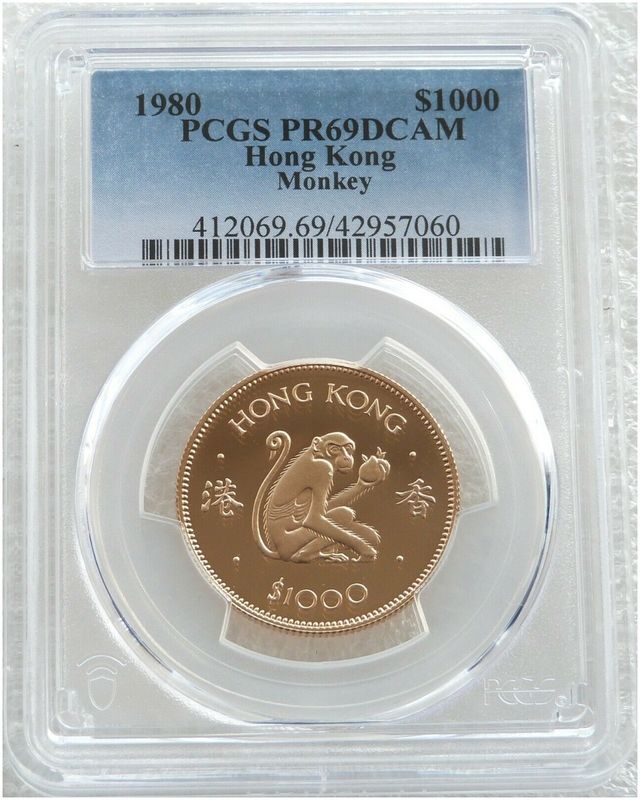 1980 $1000
PCGS PR69DCAM
Hong Kong
Monkey
412069.69/42957060
HONG KONG
港 香
$1000
PCGS